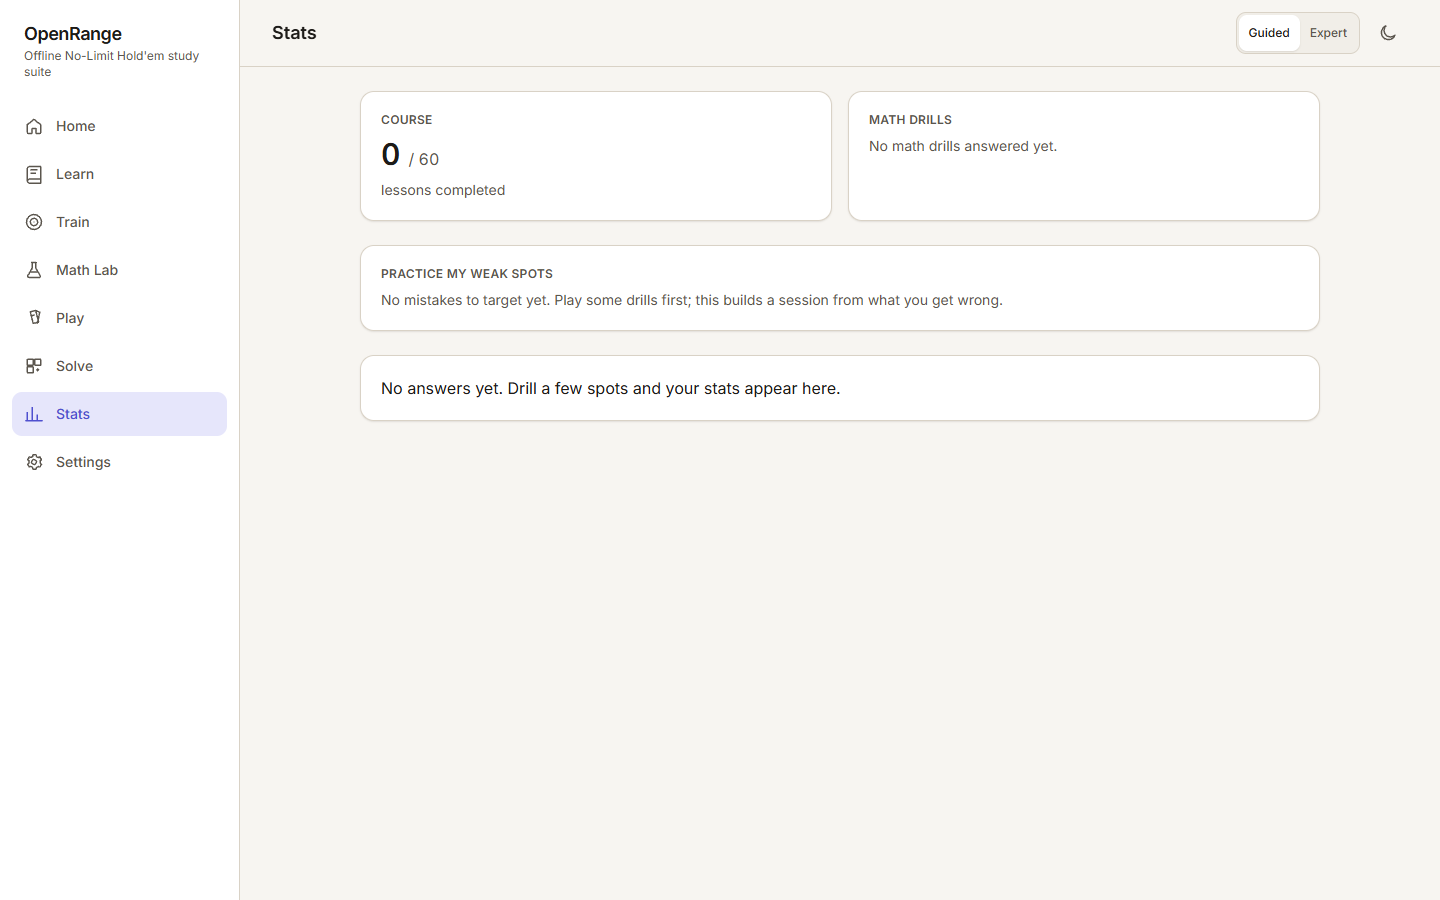 OpenRange
Offline No-Limit Hold'em study
suite
Home
Learn
Train
Math Lab
Play
Solve
Stats
Settings
Stats
Guided
Expert
COURSE
0 / 60
lessons completed
MATH DRILLS
No math drills answered yet.
PRACTICE MY WEAK SPOTS
No mistakes to target yet. Play some drills first; this builds a session from what you get wrong.
No answers yet. Drill a few spots and your stats appear here.